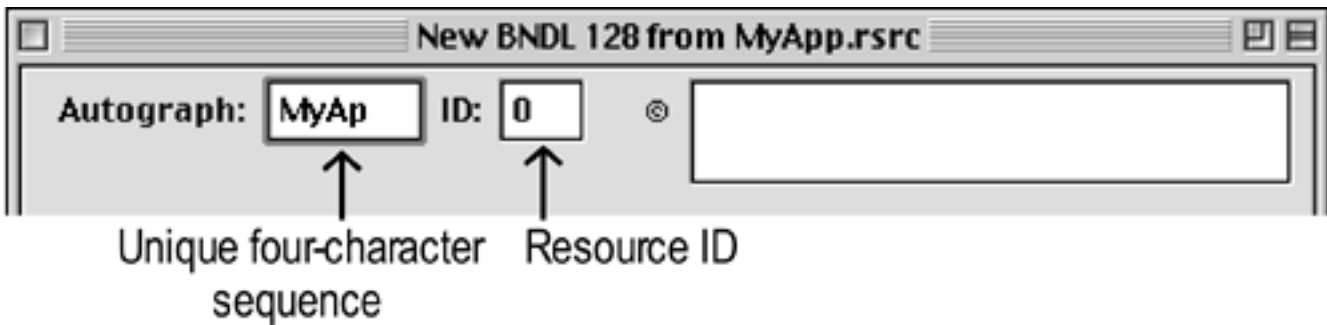 New BNDL 128 from MyApp.rsrc
Autograph: MyAp ID: 0 ©
Unique four-character Resource ID
sequence